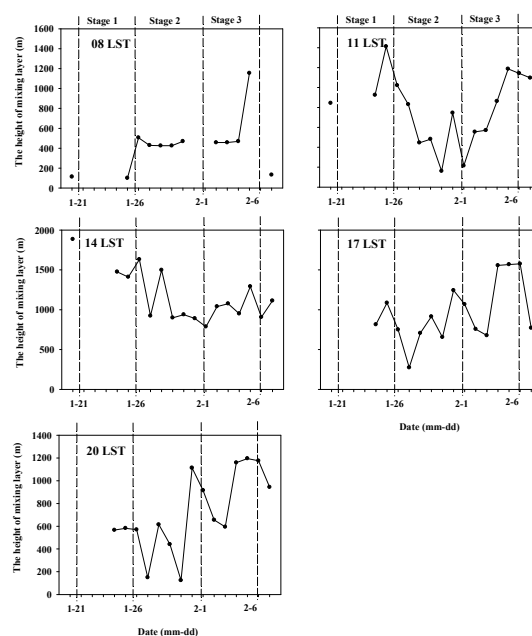 Stage 1 Stage 2 Stage 3
Stage 1 Stage 2 Stage 3
The height of mixing layer (m)
1600
1400
1200
1000
800
600
400
200
0
08 LST
11 LST
1-21 1-26 2-1 2-6
1-21 1-26 2-1 2-6
The height of mixing layer (m)
2000
1500
1000
500
0
14 LST
17 LST
1-21 1-26 2-1 2-6
1-21 1-26 2-1 2-6
Date (mm-dd)
The height of mixing layer (m)
1400
1200
1000
800
600
400
200
0
20 LST
1-21 1-26 2-1 2-6
Date (mm-dd)